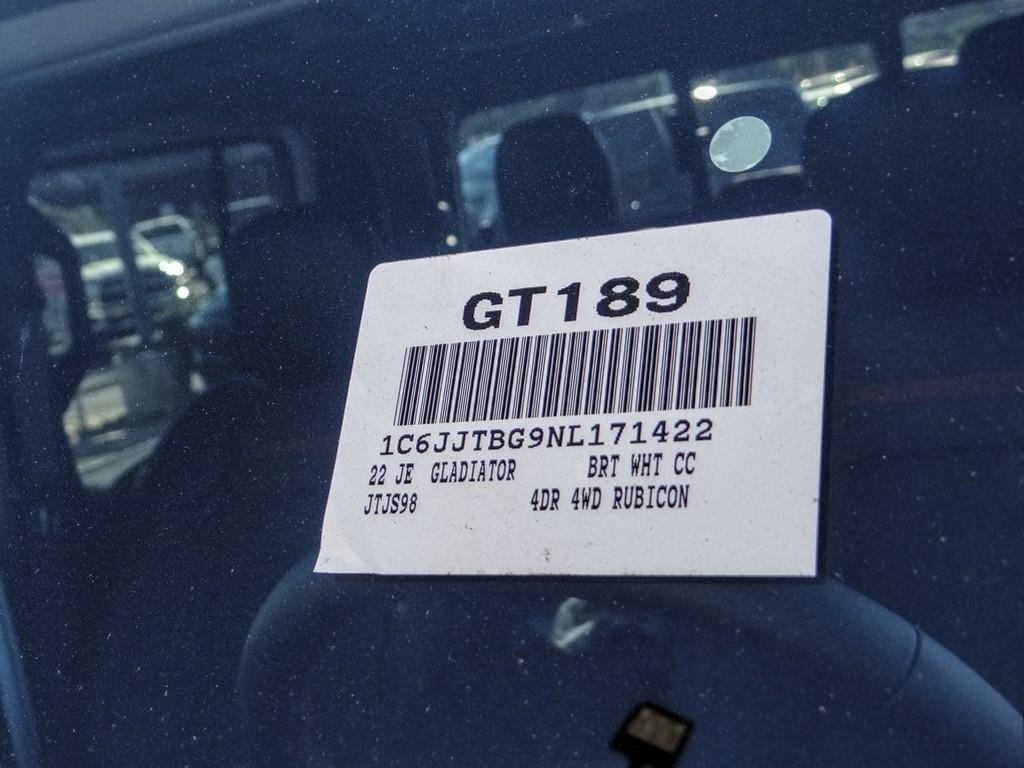 GT189
1C6JJTBG9NL171422
22 JE GLADIATOR BRT WHT CC
JTJS98 4DR 4WD RUBICON